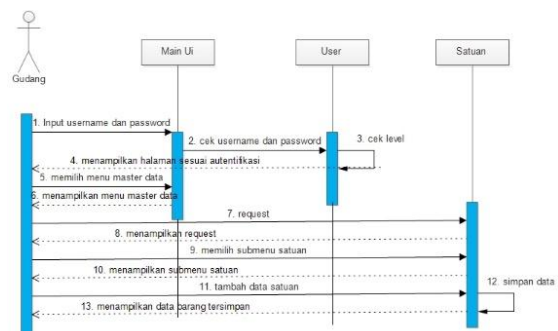 Main Ui
User
Satuan
Gudang
1. Input username dan password
2. cek username dan password
3. cek level
4. menampilkan halaman sesuai autentifikasi
5. memilih menu master data
6. menampilkan menu master data
7. request
8. menampilkan request
9. memilih submenu satuan
10. menampilkan submenu satuan
11. tambah data satuan
12. simpan data
13. menampilkan data barang tersimpan